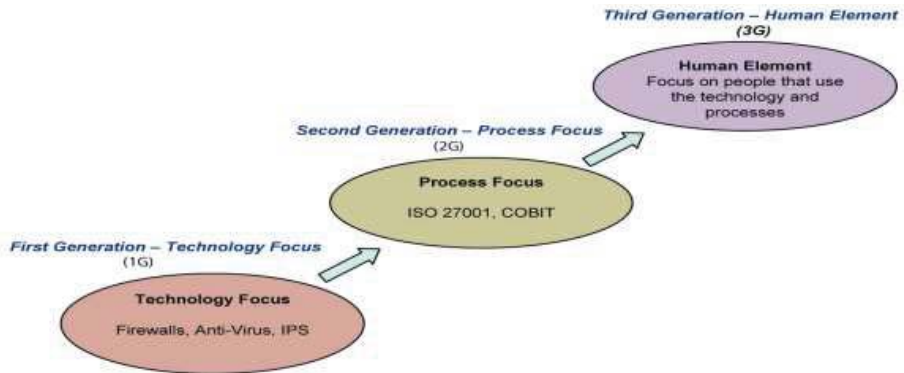 Third Generation – Human Element
(3G)
Human Element
Focus on people that use
the technology and
processes
Second Generation – Process Focus
(2G)
Process Focus
ISO 27001, COBIT
First Generation – Technology Focus
(1G)
Technology Focus
Firewalls, Anti-Virus, IPS